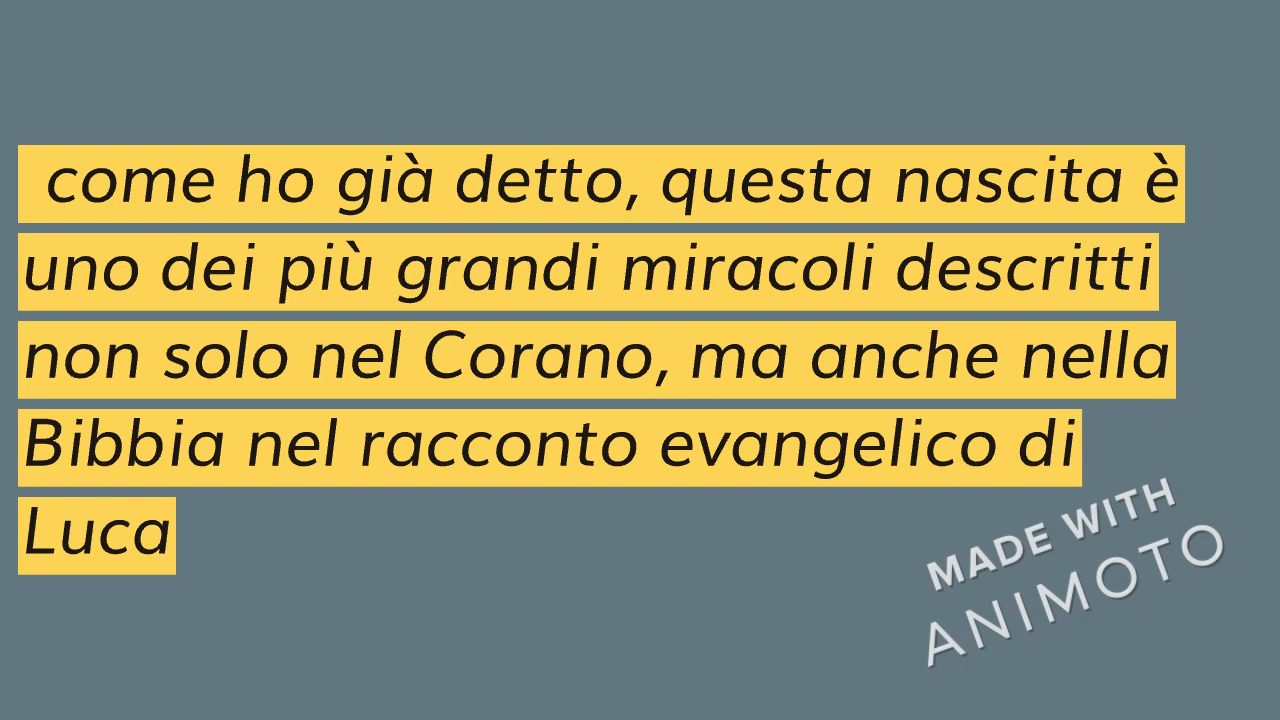 come ho già detto, questa nascita è
uno dei più grandi miracoli descritti
non solo nel Corano, ma anche nella
Bibbia nel racconto evangelico di
Luca
MADE WITH
ANIMOTO